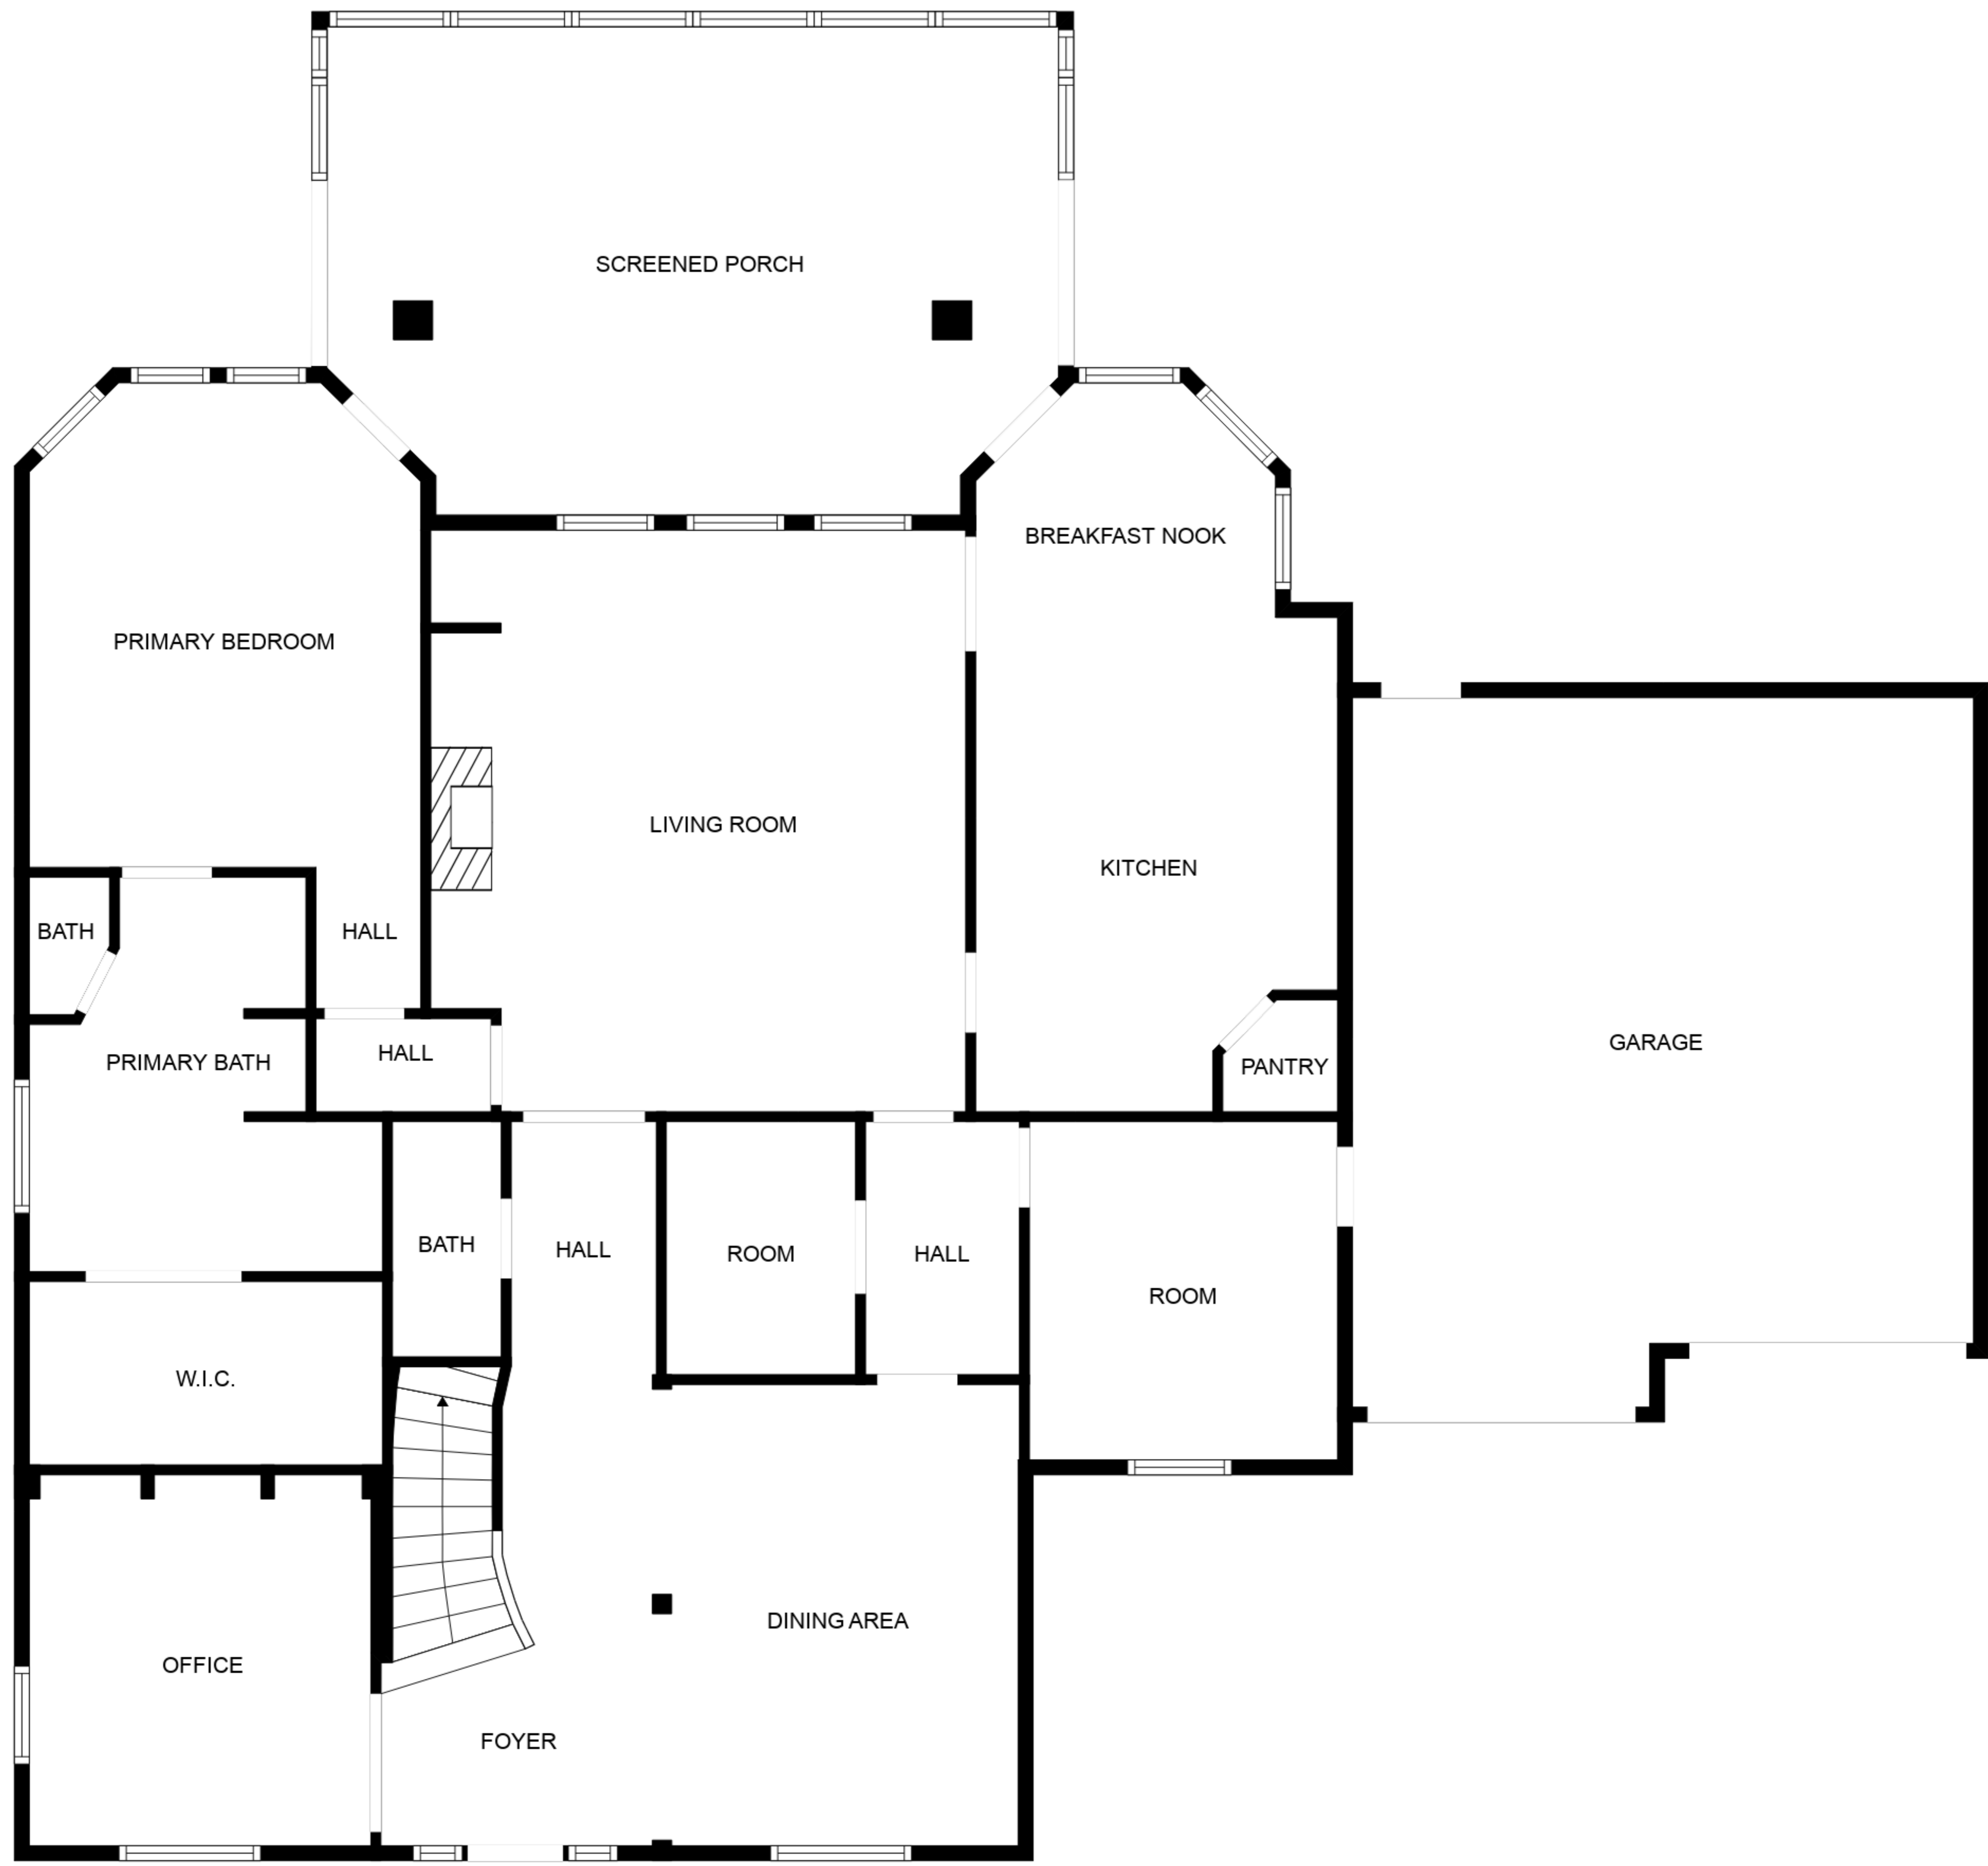 SCREENED PORCH
BREAKFAST NOOK
PRIMARY BEDROOM
LIVING ROOM
KITCHEN
BATH
HALL
GARAGE
HALL
PRIMARY BATH
PANTRY
BATH
HALL
ROOM
HALL
ROOM
W.I.C.
DINING AREA
OFFICE
FOYER